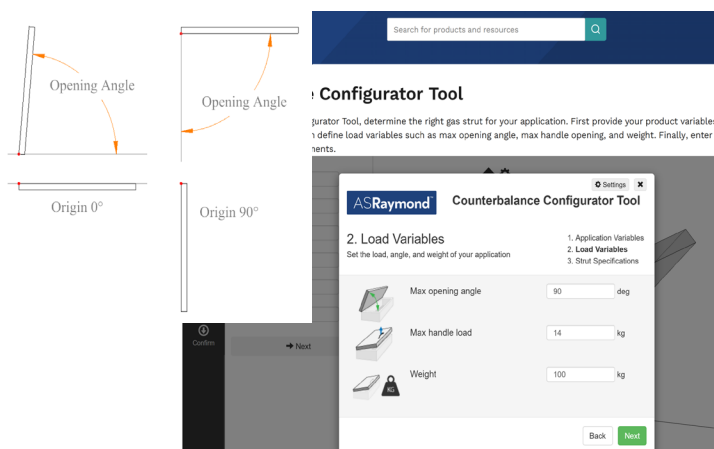 Opening Angle
Opening Angle
Origin 0°
Origin 90°
Search for products and resources
Configurator Tool
gurator Tool, determine the right gas strut for your application. First provide your product variables
define load variables such as max opening angle, max handle opening, and weight. Finally, enter
ments.
Settings
ASRaymond
Counterbalance Configurator Tool
2. Load Variables
Set the load, angle, and weight of your application
1. Application Variables
2. Load Variables
3. Strut Specifications
Max opening angle 90 deg
Max handle load 14 kg
Weight 100 kg
KG
Confirm
Next
Back Next